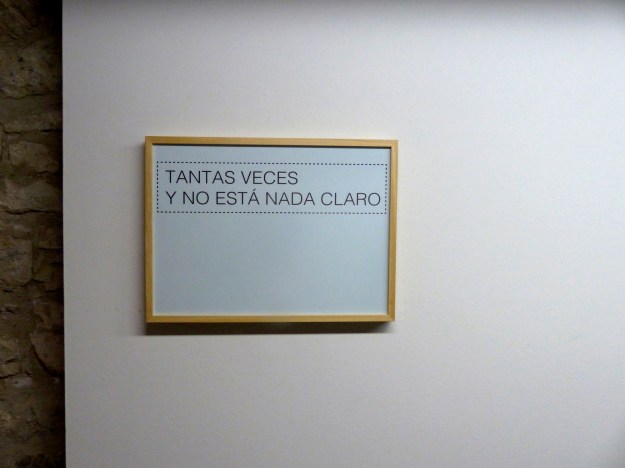 TANTAS VECES
Y NO ESTÁ NADA CLARO